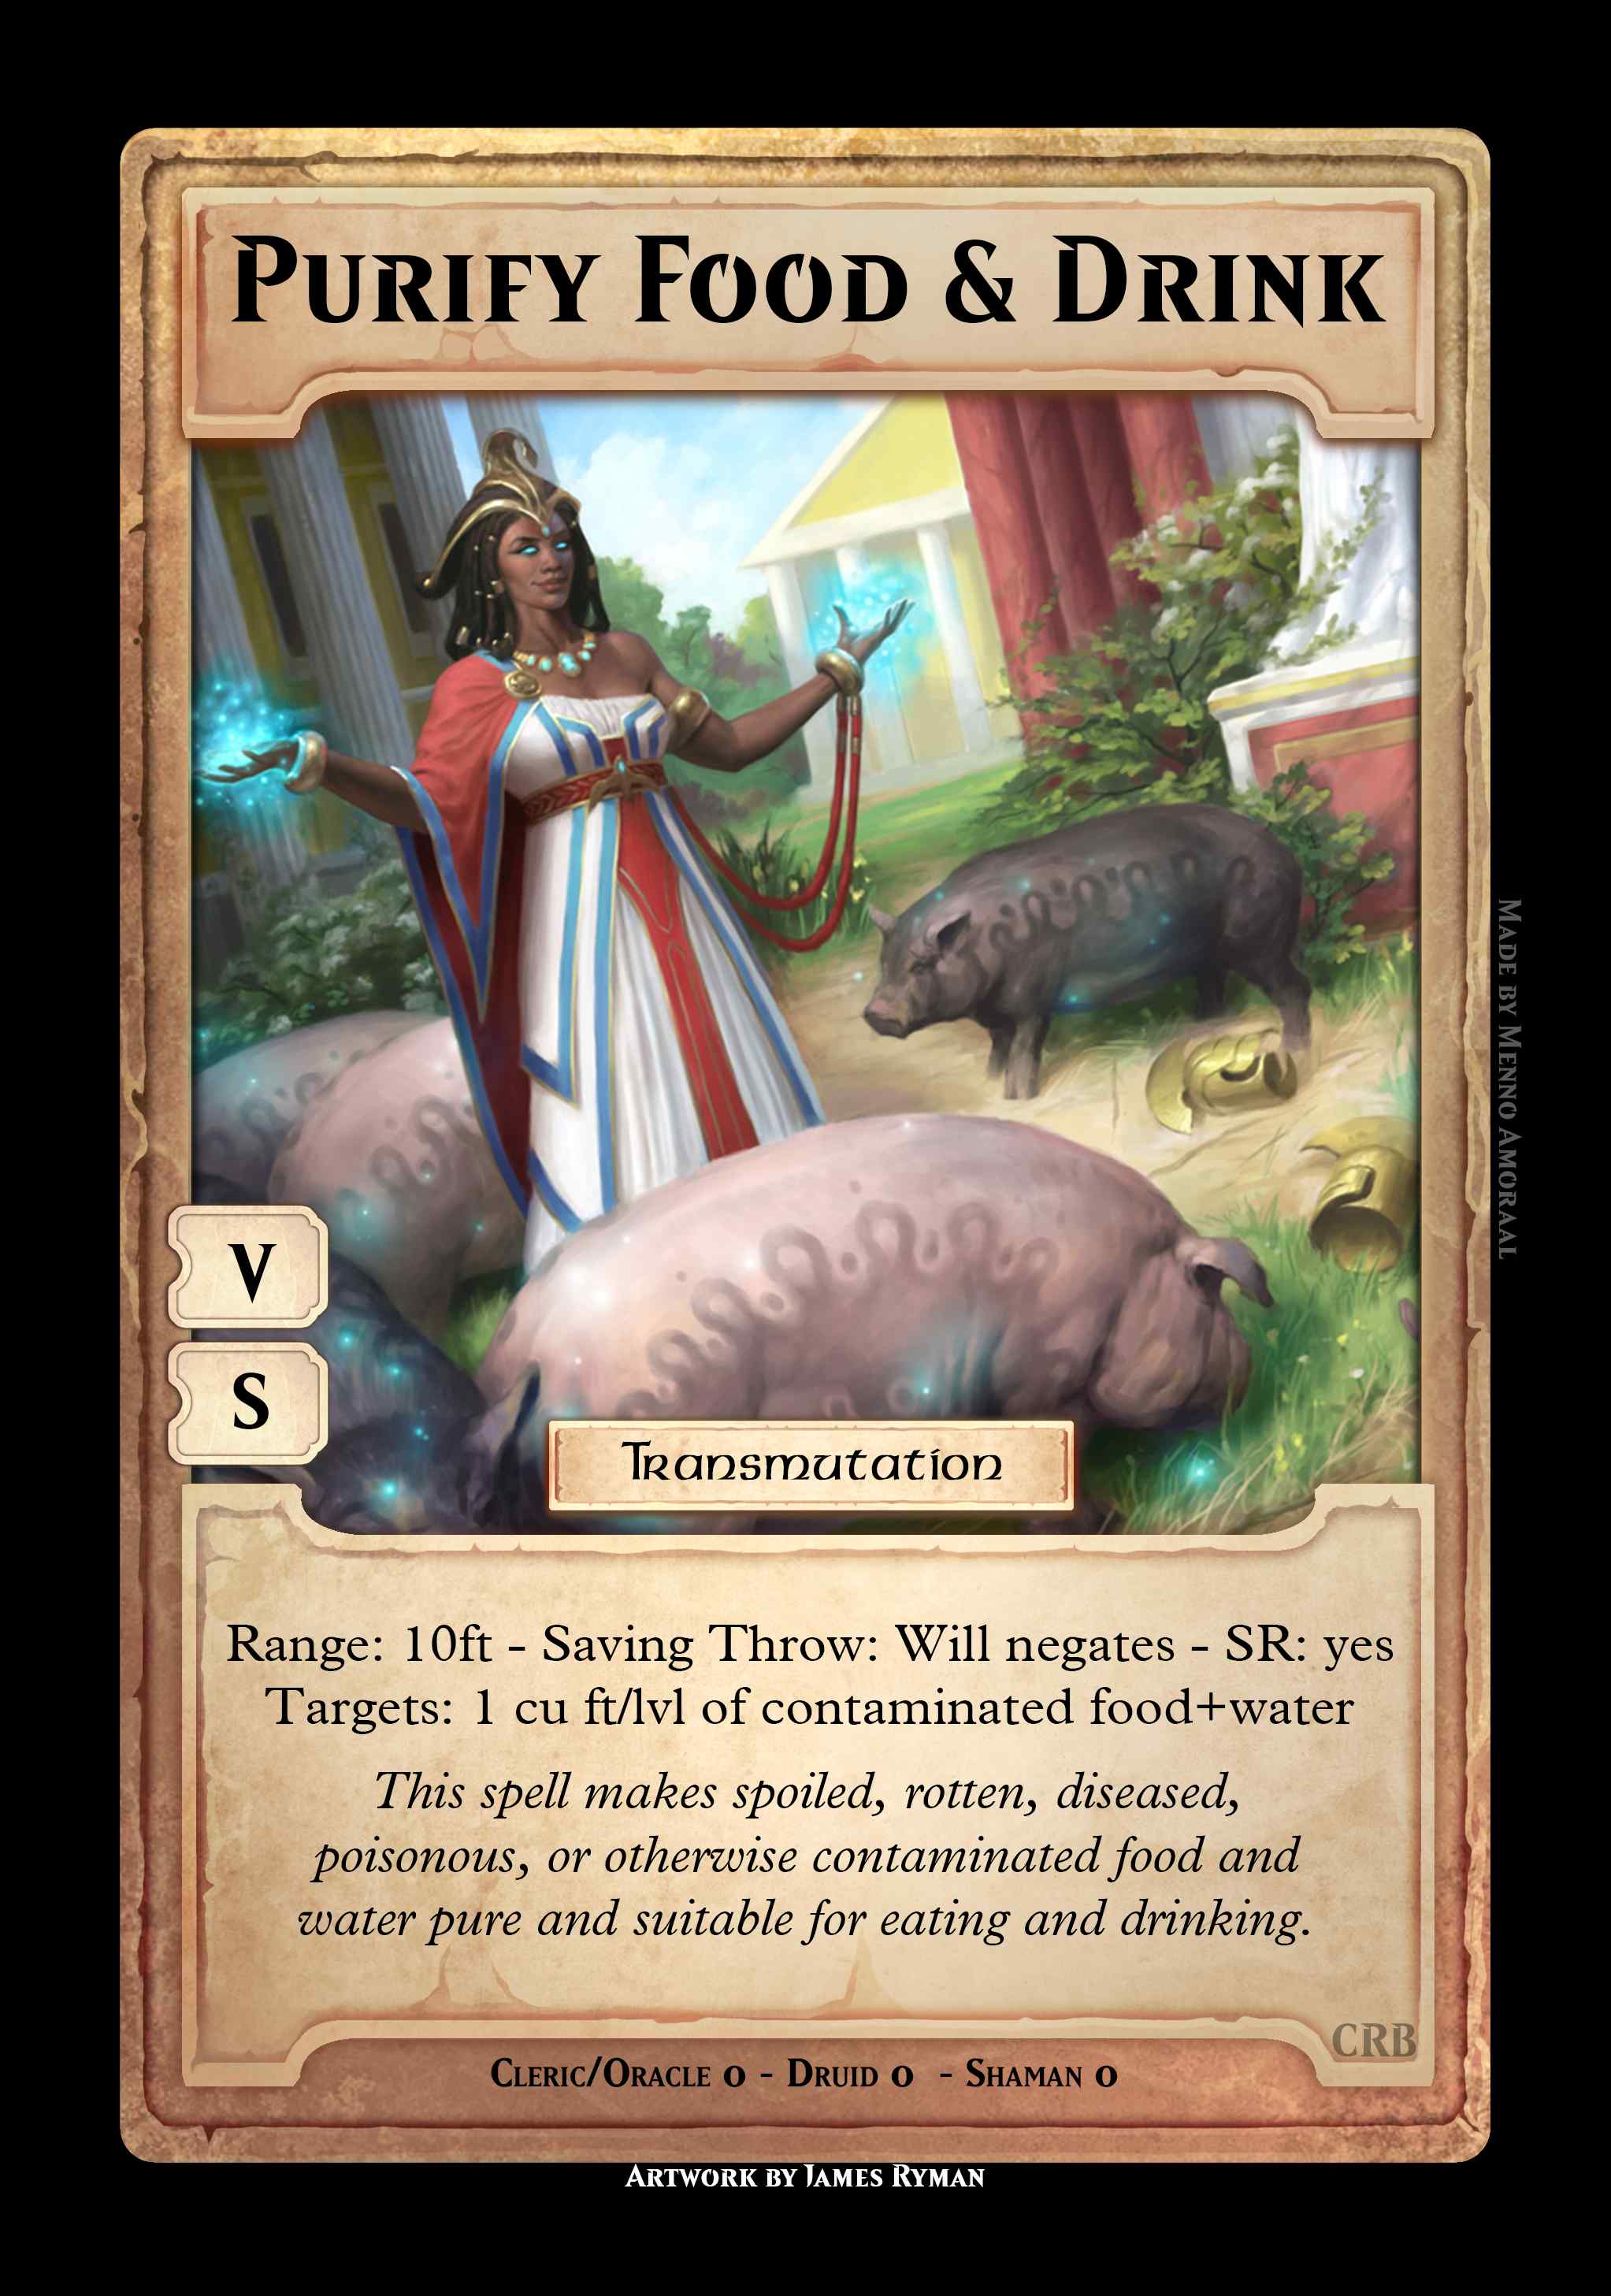 Purify Food & Drink
V
S
Transmutation
Range: 10ft - Saving Throw: Will negates - SR: yes
Targets: 1 cu ft/lvl of contaminated food+water
This spell makes spoiled, rotten, diseased,
poisonous, or otherwise contaminated food and
water pure and suitable for eating and drinking.
CRB
Cleric/Oracle 0 - Druid 0 - Shaman 0
Artwork by James Ryman
Made by Menno Amoraal